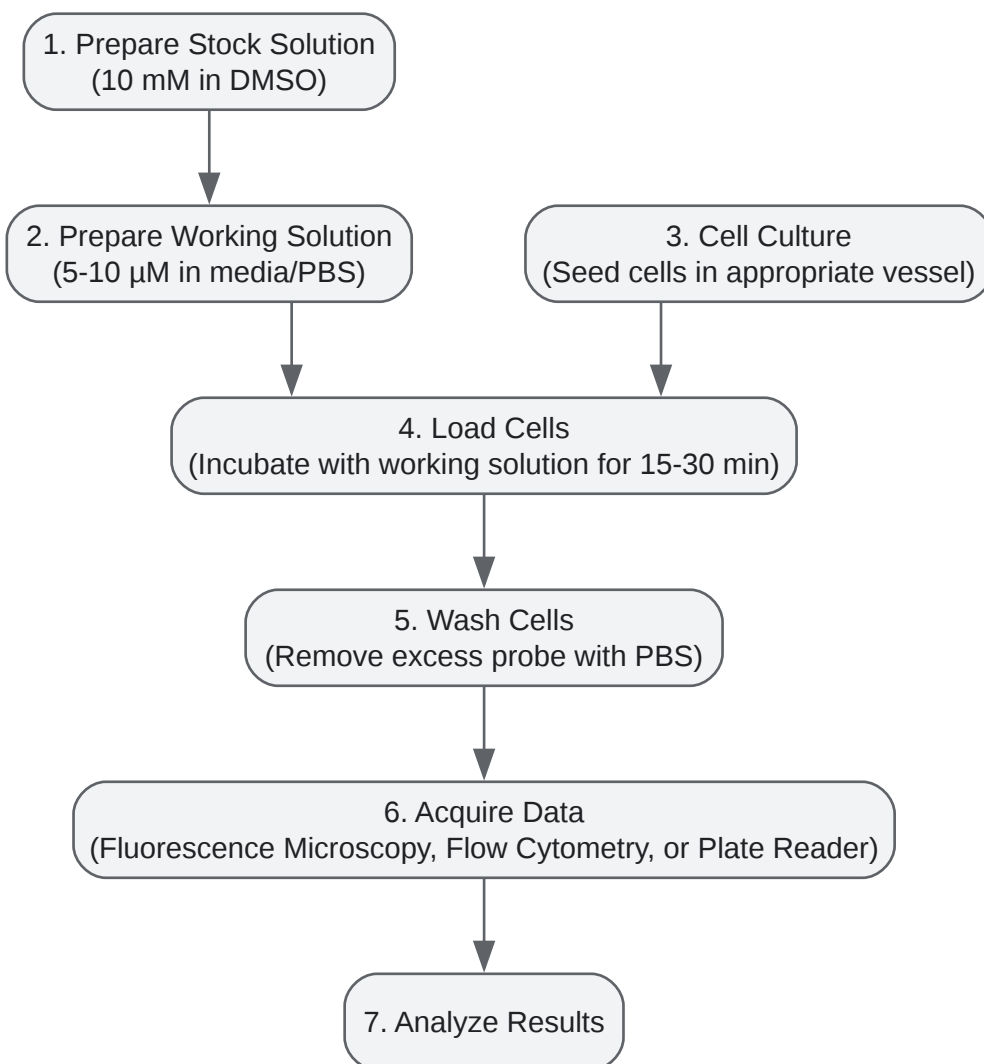 1. Prepare Stock Solution
(10 mM in DMSO)
2. Prepare Working Solution
(5-10 µM in media/PBS)
3. Cell Culture
(Seed cells in appropriate vessel)
4. Load Cells
(Incubate with working solution for 15-30 min)
5. Wash Cells
(Remove excess probe with PBS)
6. Acquire Data
(Fluorescence Microscopy, Flow Cytometry, or Plate Reader)
7. Analyze Results